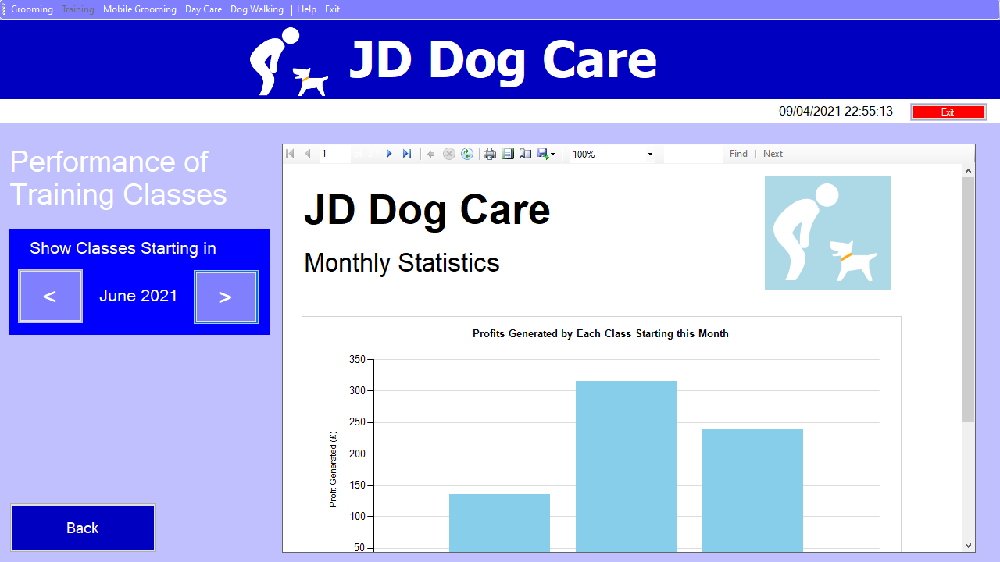 Grooming Training Mobile Grooming Day Care Dog Walking Help Exit
JD Dog Care
09/04/2021 22:55:13 Exit
Performance of
Training Classes
Show Classes Starting in
< June 2021 >
Back
1 100% Find | Next
JD Dog Care
Monthly Statistics
Profits Generated by Each Class Starting this Month
Profit Generated (£)
350
300
250
200
150
100
50